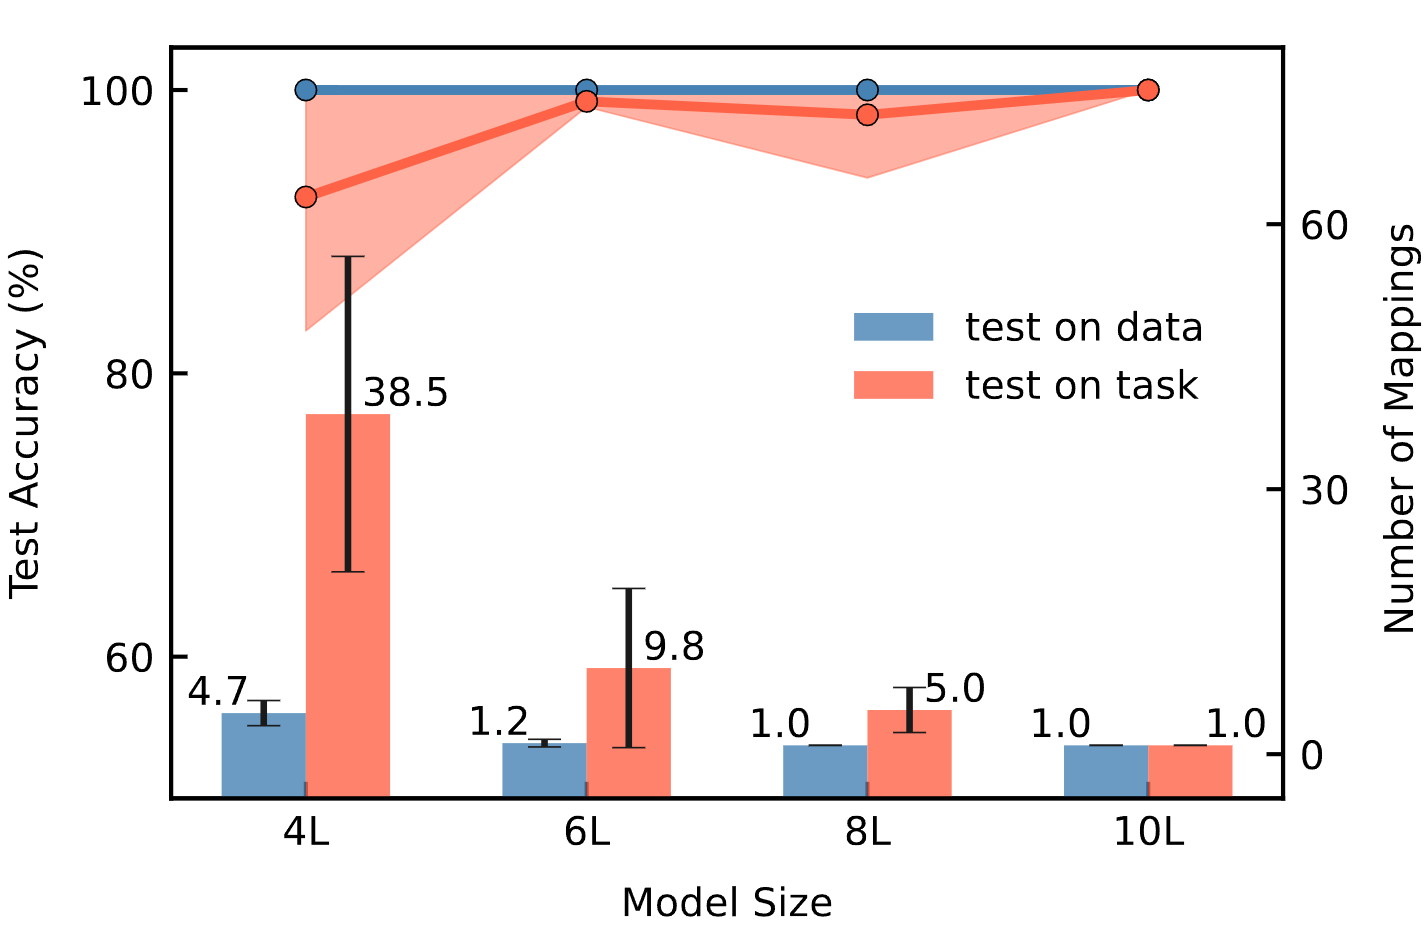 100
80
60
Test Accuracy (%)
60
30
0
Number of Mappings
test on data
test on task
38.5
4.7
9.8
1.2
5.0
1.0
1.0
1.0
4L
6L
8L
10L
Model Size